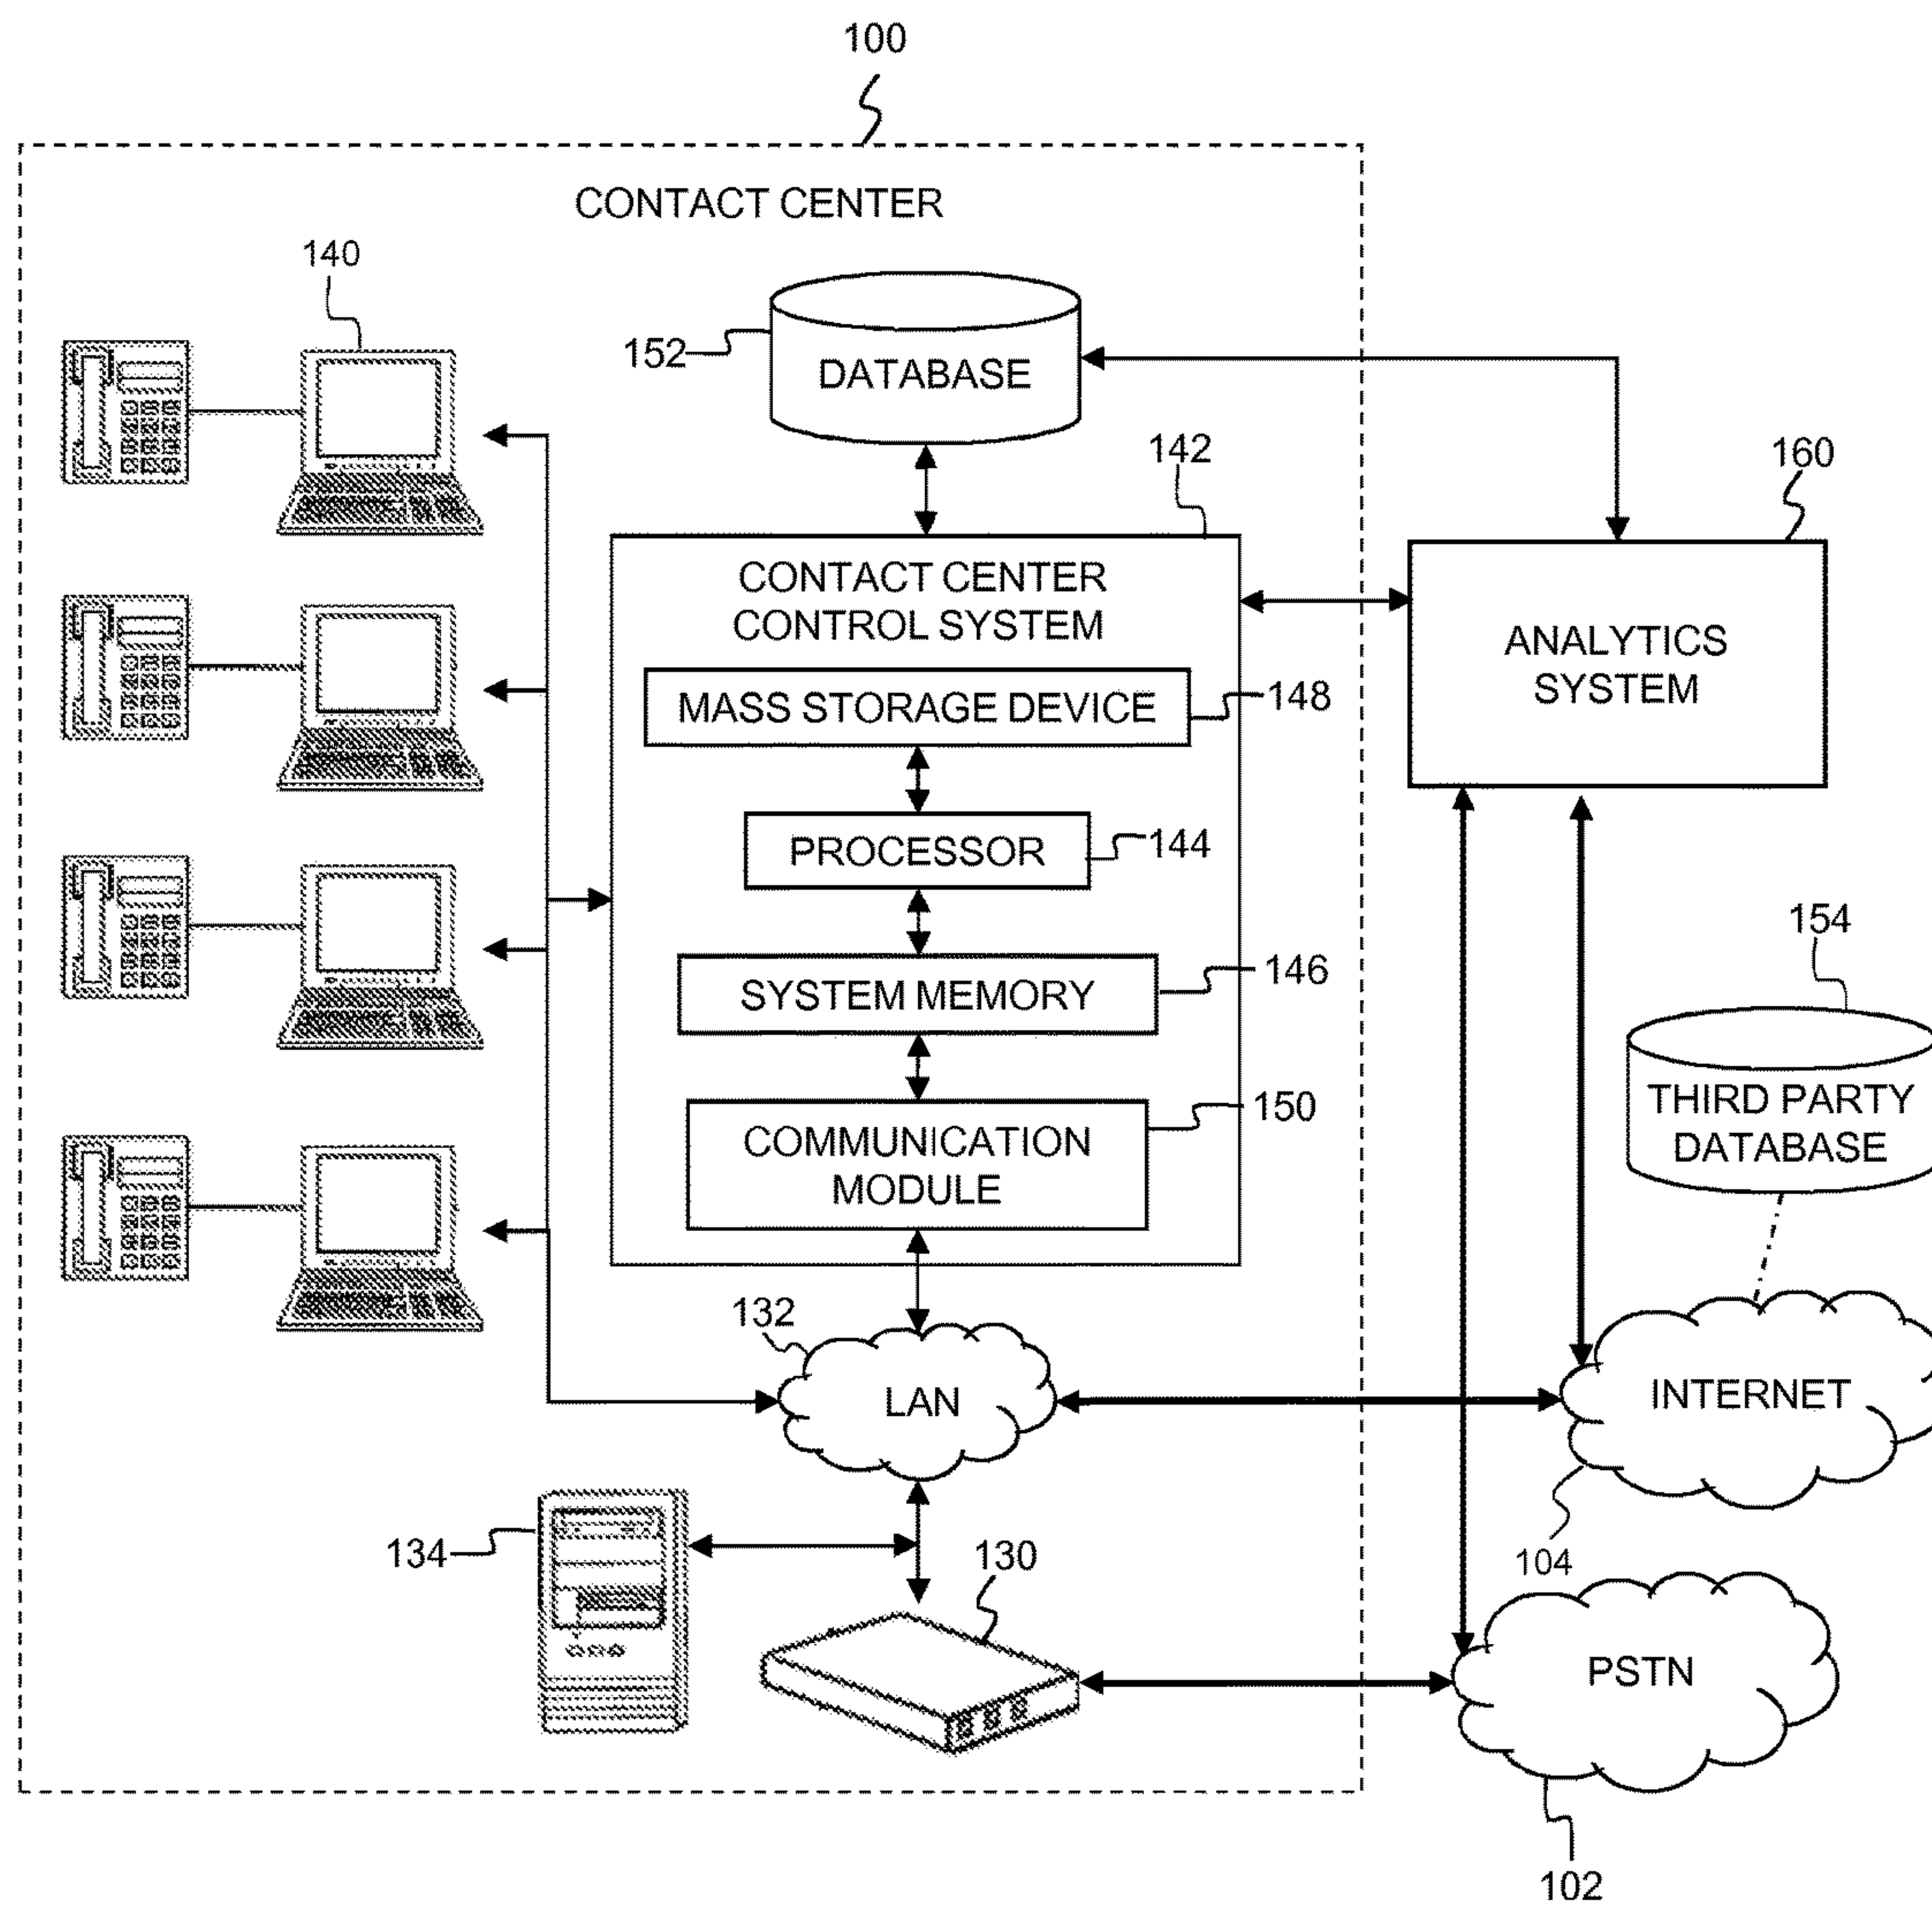 100
CONTACT CENTER
140
152
DATABASE
142
160
CONTACT CENTER
CONTROL SYSTEM
ANALYTICS
SYSTEM
MASS STORAGE DEVICE
148
PROCESSOR
144
154
SYSTEM MEMORY
146
THIRD PARTY
DATABASE
COMMUNICATION
MODULE
150
132
LAN
INTERNET
134
130
104
PSTN
102